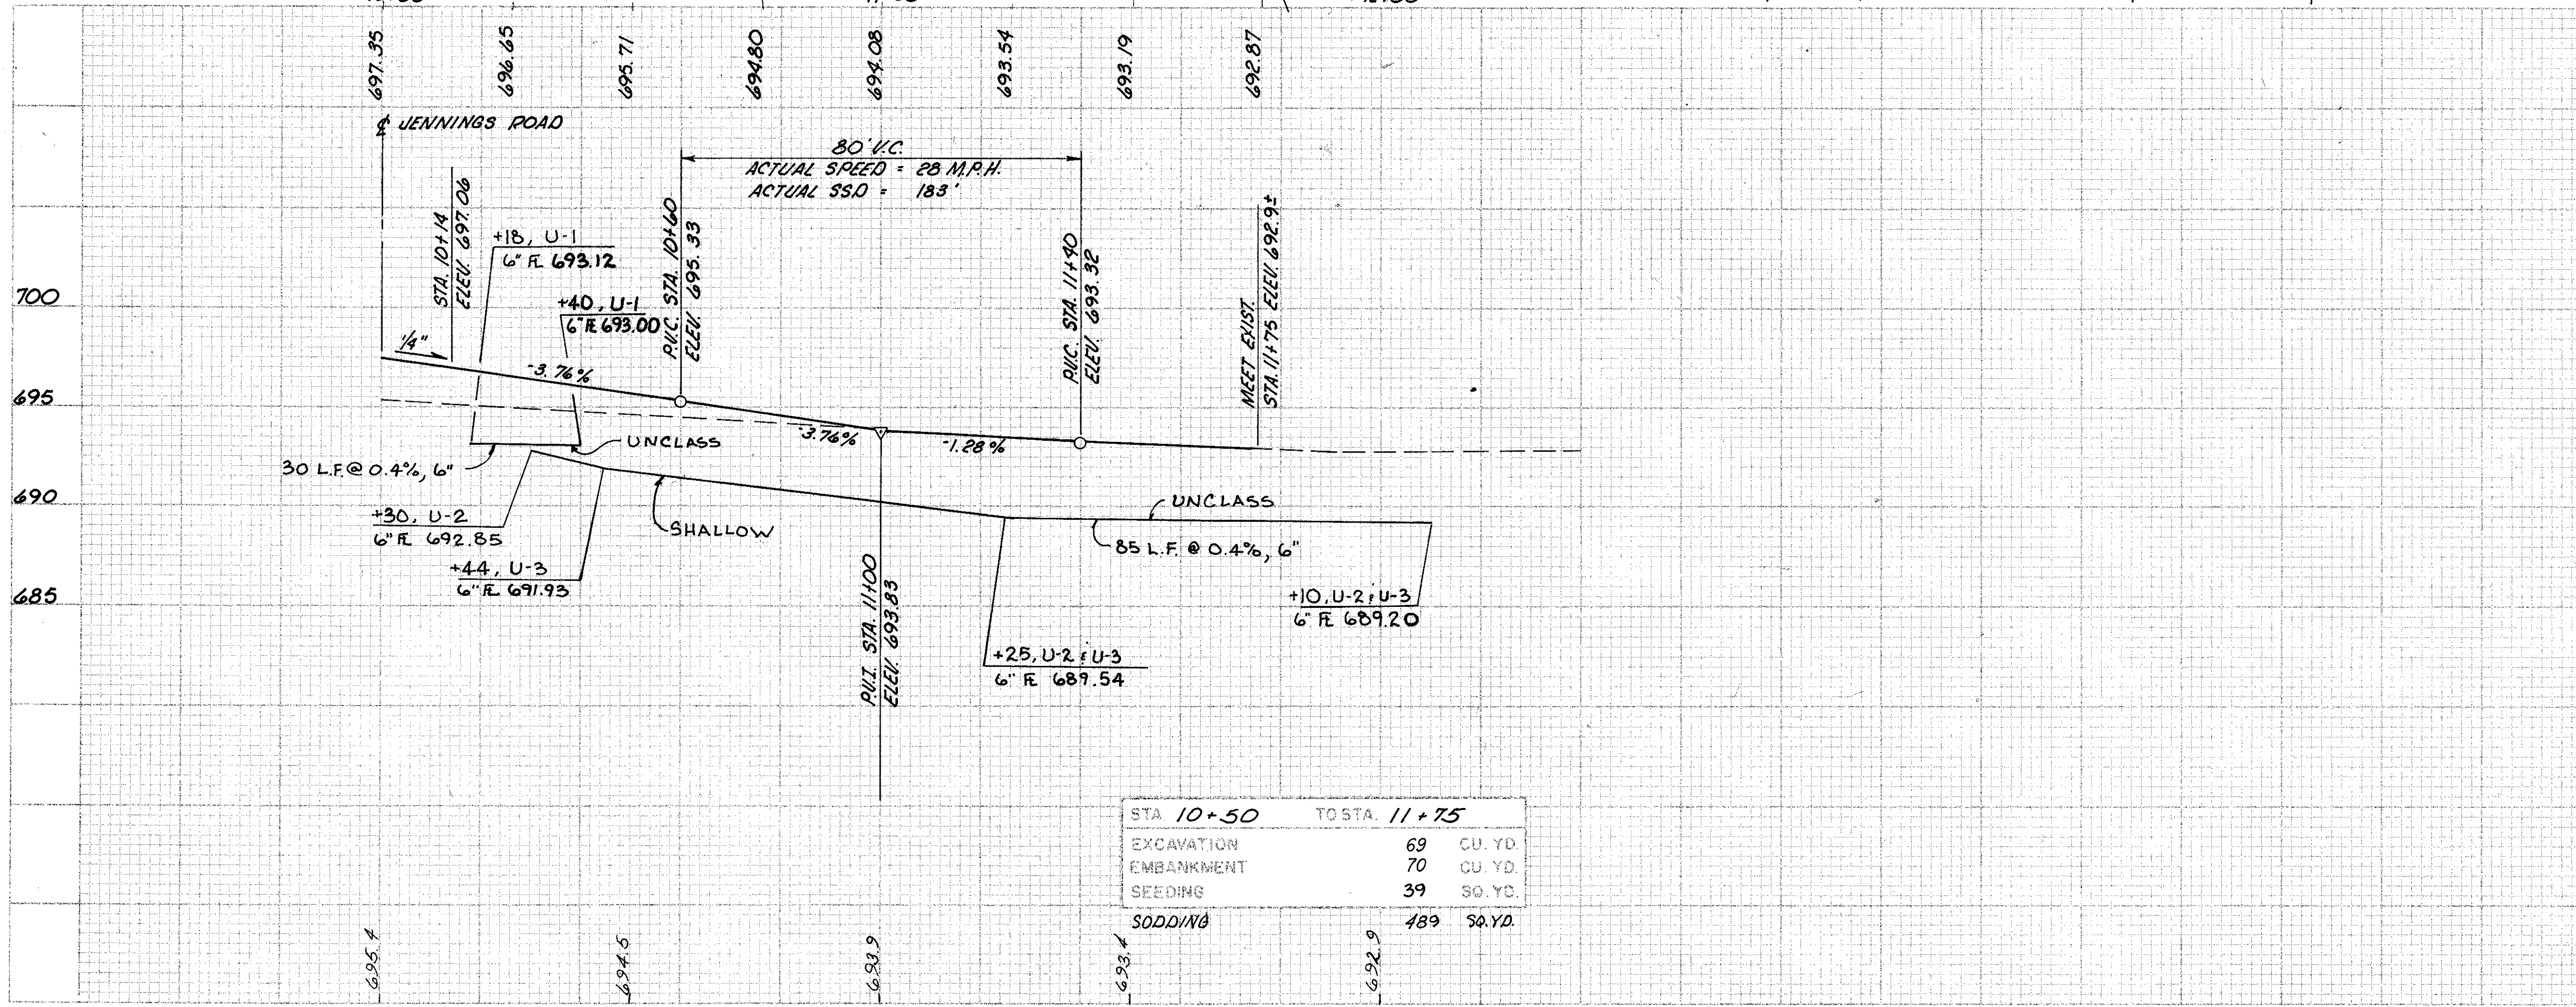 697.35
696.65
695.71
694.80
694.08
693.54
693.19
692.87
℄ JENNINGS ROAD
80' V.C.
ACTUAL SPEED = 28 M.P.H.
ACTUAL SSD = 183'
STA. 10+14
ELEV. 697.06
+18, U-1
6" FL 693.12
+40, U-1
6" FL 693.00
P.V.C. STA. 10+60
ELEV. 695.33
P.V.C. STA. 11+40
ELEV. 693.32
MEET EXIST.
STA. 11+75 ELEV. 692.9±
700
1/4"
-3.76%
695
-3.76%
-1.28%
UNCLASS
30 L.F. @ 0.4%, 6"
690
UNCLASS
+30, U-2
6" FL 692.85
SHALLOW
85 L.F. @ 0.4%, 6"
+44, U-3
6" FL 691.93
685
P.V.I. STA. 11+00
ELEV. 693.83
+10, U-2 & U-3
6" FL 689.20
+25, U-2 & U-3
6" FL 689.54
STA. 10+50 TO STA. 11+75
EXCAVATION 69 CU. YD.
EMBANKMENT 70 CU. YD.
SEEDING 39 SQ. YD.
SODDING 489 SQ. YD.
695.4
694.5
693.9
693.4
692.9